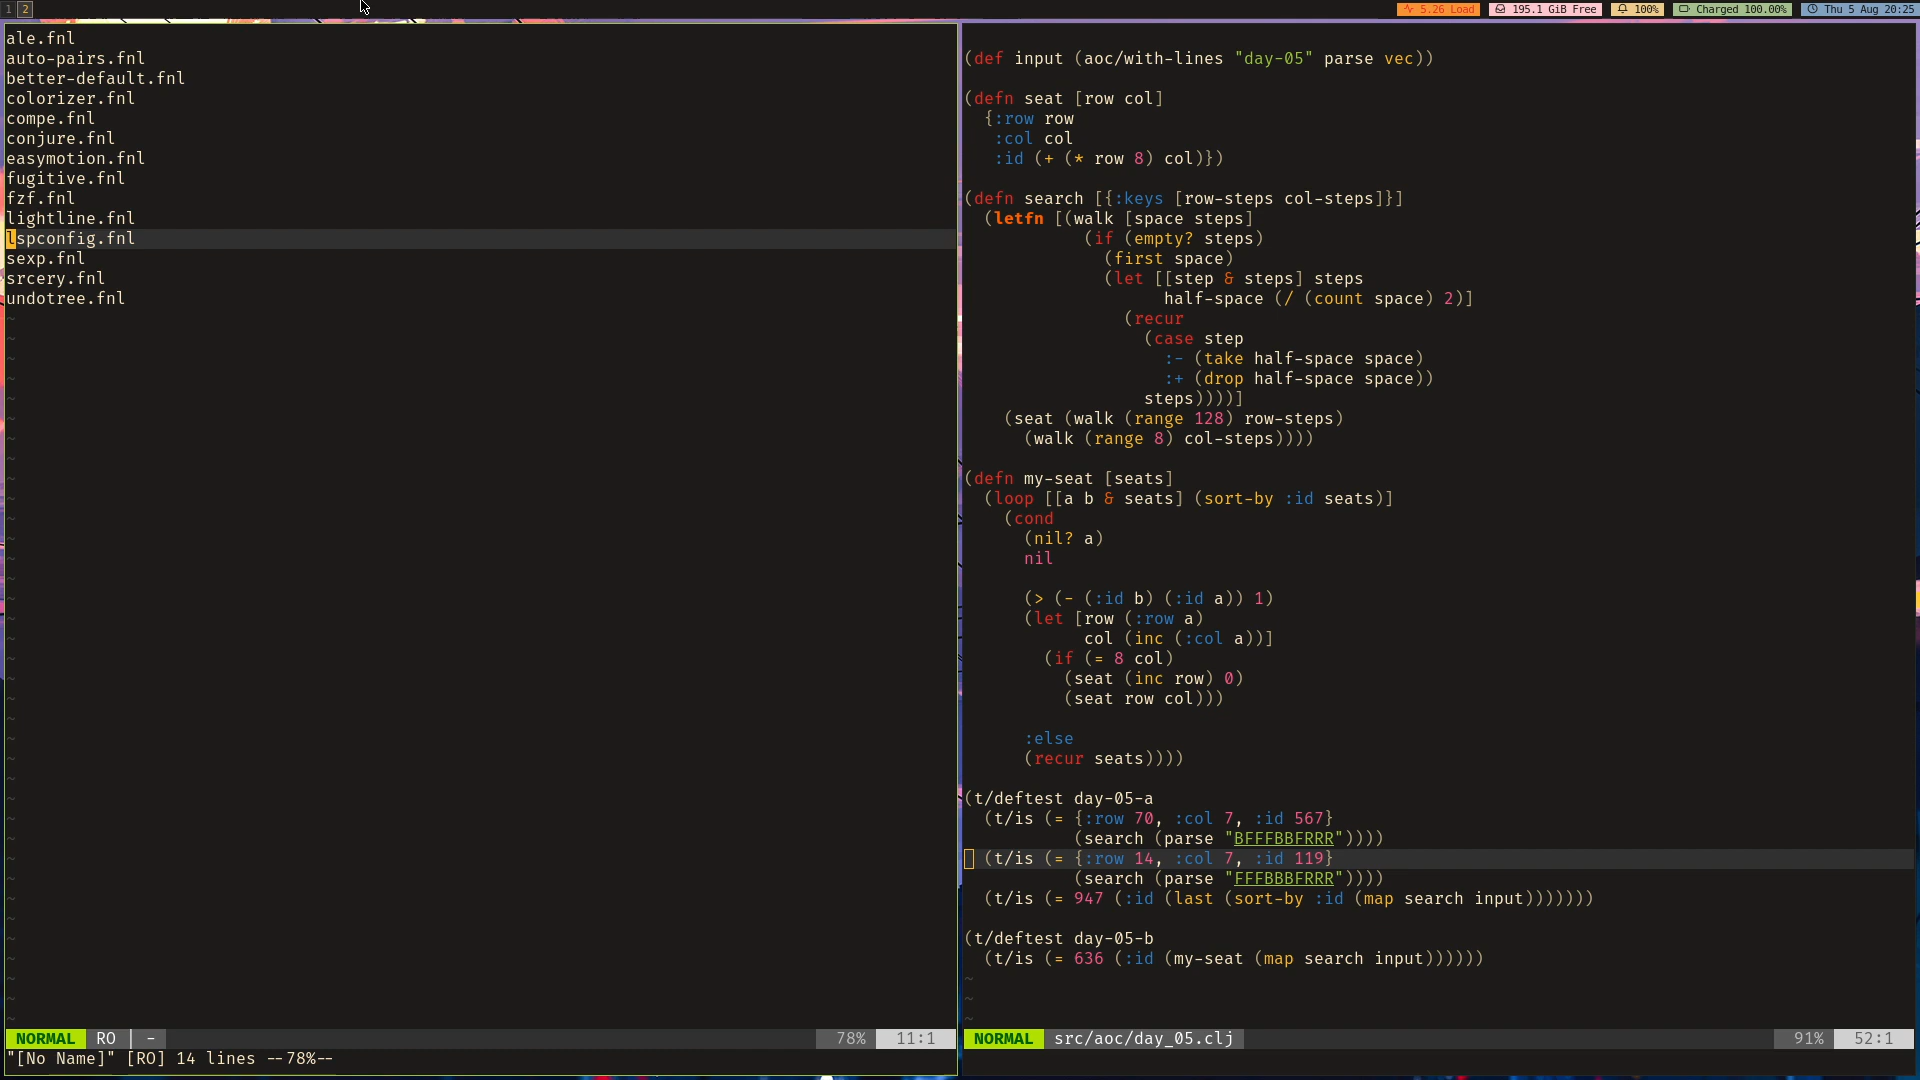 1 2
5.26 Load 195.1 GiB Free 100% Charged 100.00% Thu 5 Aug 20:25
ale.fnl
auto-pairs.fnl
better-default.fnl
colorizer.fnl
compe.fnl
conjure.fnl
easymotion.fnl
fugitive.fnl
fzf.fnl
lightline.fnl
lspconfig.fnl
sexp.fnl
srcery.fnl
undotree.fnl
NORMAL RO | - 78% 11:1
"[No Name]" [RO] 14 lines --78%--
(def input (aoc/with-lines "day-05" parse vec))
(defn seat [row col]
  {:row row
   :col col
   :id (+ (* row 8) col)})
(defn search [{:keys [row-steps col-steps]}]
  (letfn [(walk [space steps]
            (if (empty? steps)
              (first space)
              (let [[step & steps] steps
                    half-space (/ (count space) 2)]
                (recur
                  (case step
                    :- (take half-space space)
                    :+ (drop half-space space))
                  steps))))]
    (seat (walk (range 128) row-steps)
      (walk (range 8) col-steps))))
(defn my-seat [seats]
  (loop [[a b & seats] (sort-by :id seats)]
    (cond
      (nil? a)
      nil
      (> (- (:id b) (:id a)) 1)
      (let [row (:row a)
            col (inc (:col a))]
        (if (= 8 col)
          (seat (inc row) 0)
          (seat row col)))
      :else
      (recur seats))))
(t/deftest day-05-a
  (t/is (= {:row 70, :col 7, :id 567}
           (search (parse "BFFFBBFRRR"))))
  (t/is (= {:row 14, :col 7, :id 119}
           (search (parse "FFFBBBFRRR"))))
  (t/is (= 947 (:id (last (sort-by :id (map search input)))))))
(t/deftest day-05-b
  (t/is (= 636 (:id (my-seat (map search input))))))
NORMAL src/aoc/day_05.clj 91% 52:1